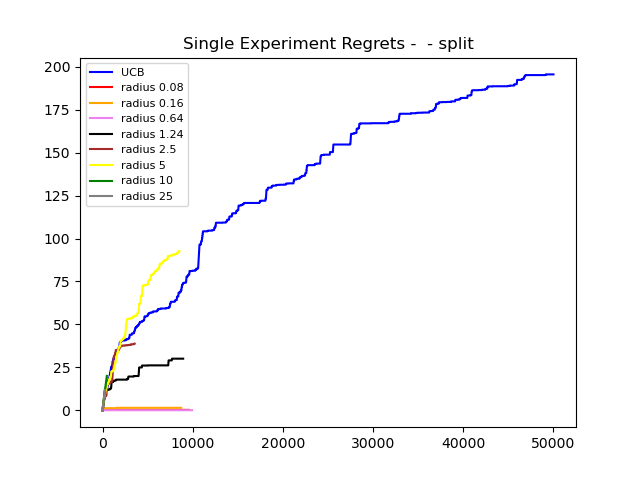 Single Experiment Regrets -  - split
200
175
150
125
100
75
50
25
0
UCB
radius 0.08
radius 0.16
radius 0.64
radius 1.24
radius 2.5
radius 5
radius 10
radius 25
0 10000 20000 30000 40000 50000